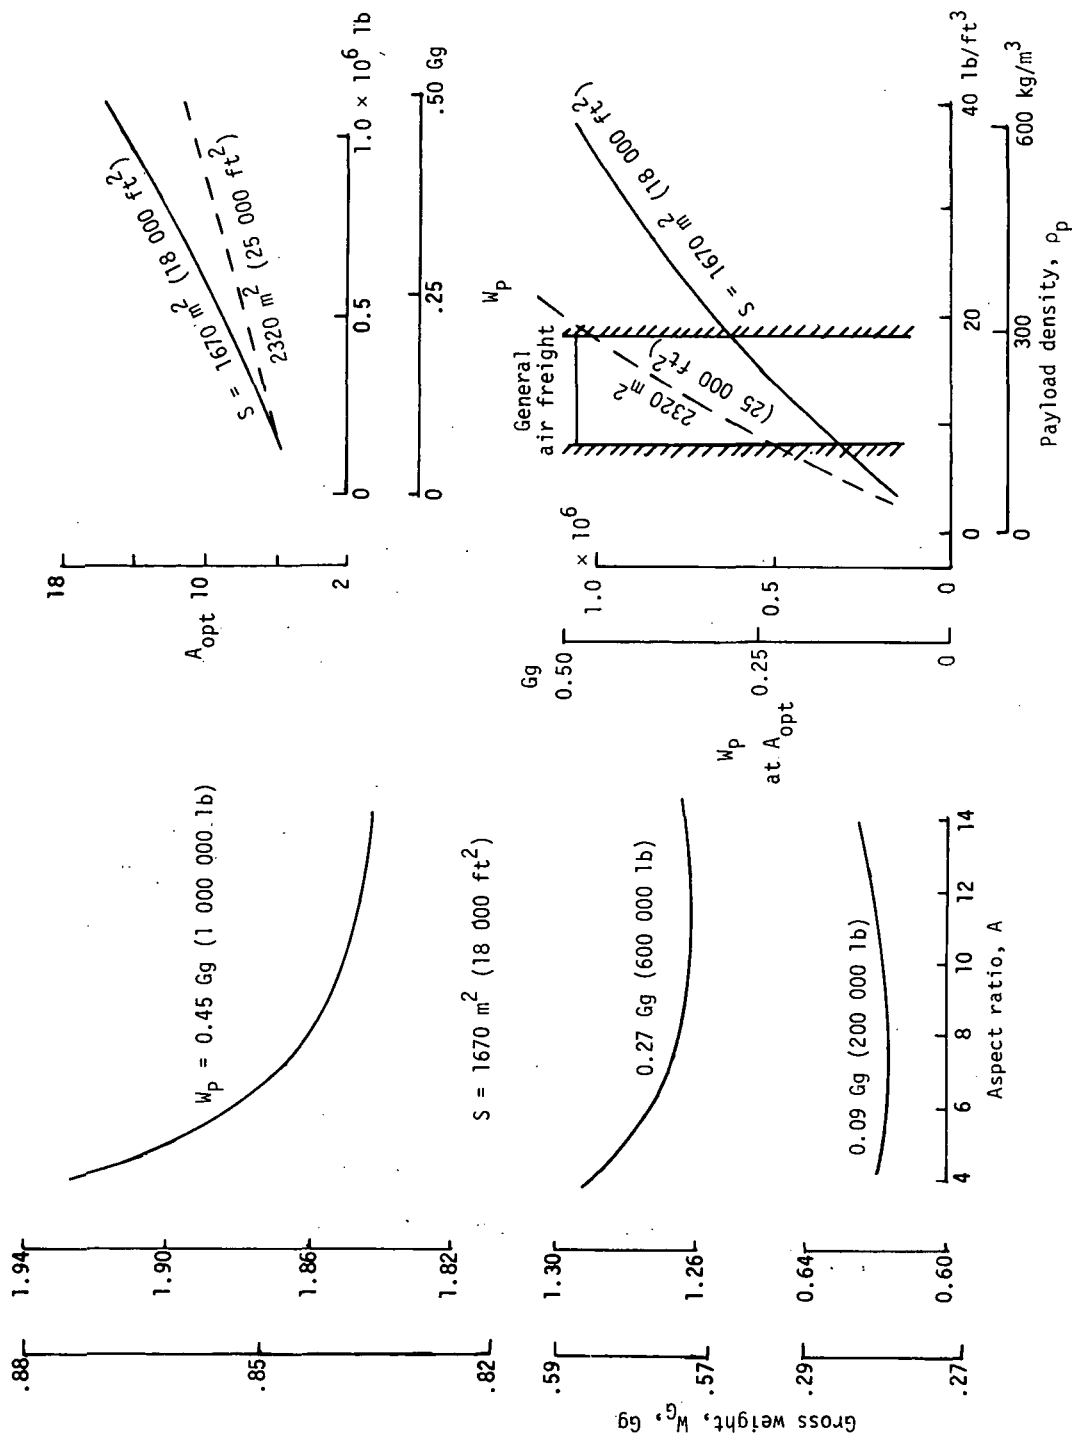 1.94
1.90
1.86
1.82
.88
.85
.82
W_p = 0.45 Gg (1 000 000 lb)
S = 1670 m² (18 000 ft²)
1.30
1.26
.59
.57
0.27 Gg (600 000 lb)
0.64
0.60
.29
.27
0.09 Gg (200 000 lb)
Gross weight, W_G, Gg
4
6
8
10
12
14
Aspect ratio, A
18
10
2
A_opt
S = 1670 m² (18 000 ft²)
2320 m² (25 000 ft²)
0
0.5
1.0 × 10⁶ lb
0
.25
.50 Gg
Gg
0.50
0.25
0
1.0 × 10⁶
0.5
0
W_p
at A_opt
General
air freight
W_p
2320 m²
(25 000 ft²)
S = 1670 m² (18 000 ft²)
0
20
40 lb/ft³
0
300
600 kg/m³
Payload density, ρ_p